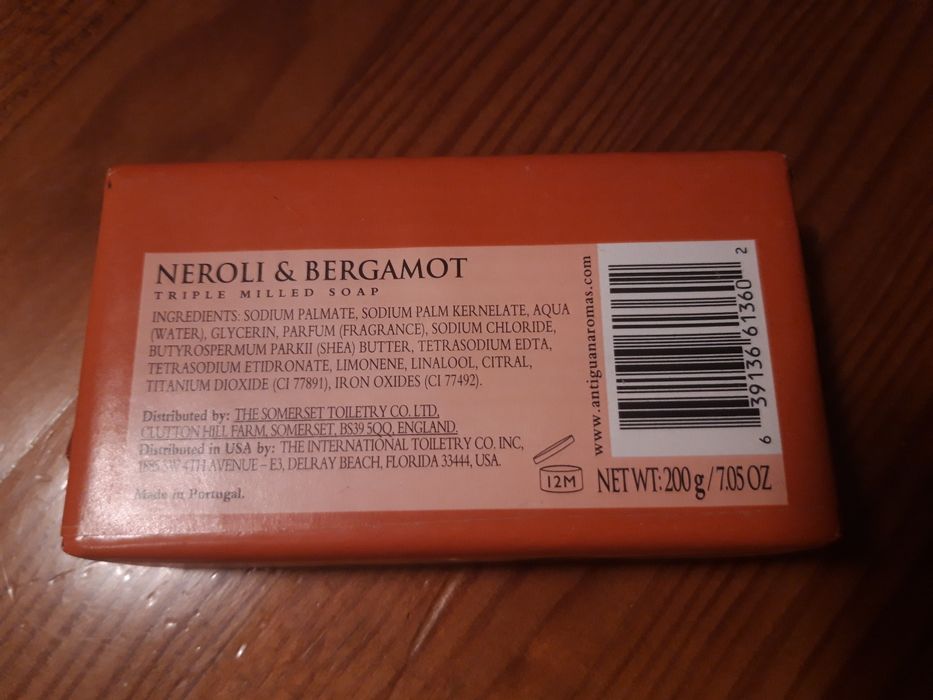 NEROLI & BERGAMOT
TRIPLE MILLED SOAP
INGREDIENTS: SODIUM PALMATE, SODIUM PALM KERNELATE, AQUA
(WATER), GLYCERIN, PARFUM (FRAGRANCE), SODIUM CHLORIDE,
BUTYROSPERMUM PARKII (SHEA) BUTTER, TETRASODIUM EDTA,
TETRASODIUM ETIDRONATE, LIMONENE, LINALOOL, CITRAL,
TITANIUM DIOXIDE (CI 77891), IRON OXIDES (CI 77492).
Distributed by: THE SOMERSET TOILETRY CO. LTD,
CLUTTON HILL FARM, SOMERSET, BS39 5QQ, ENGLAND.
Distributed in USA by: THE INTERNATIONAL TOILETRY CO. INC,
SW 4TH AVENUE – E3, DELRAY BEACH, FLORIDA 33444, USA.
Made in Portugal.
12M
NET WT: 200 g / 7.05 OZ
www.antiguanaromas.com
6 39136 61360 2